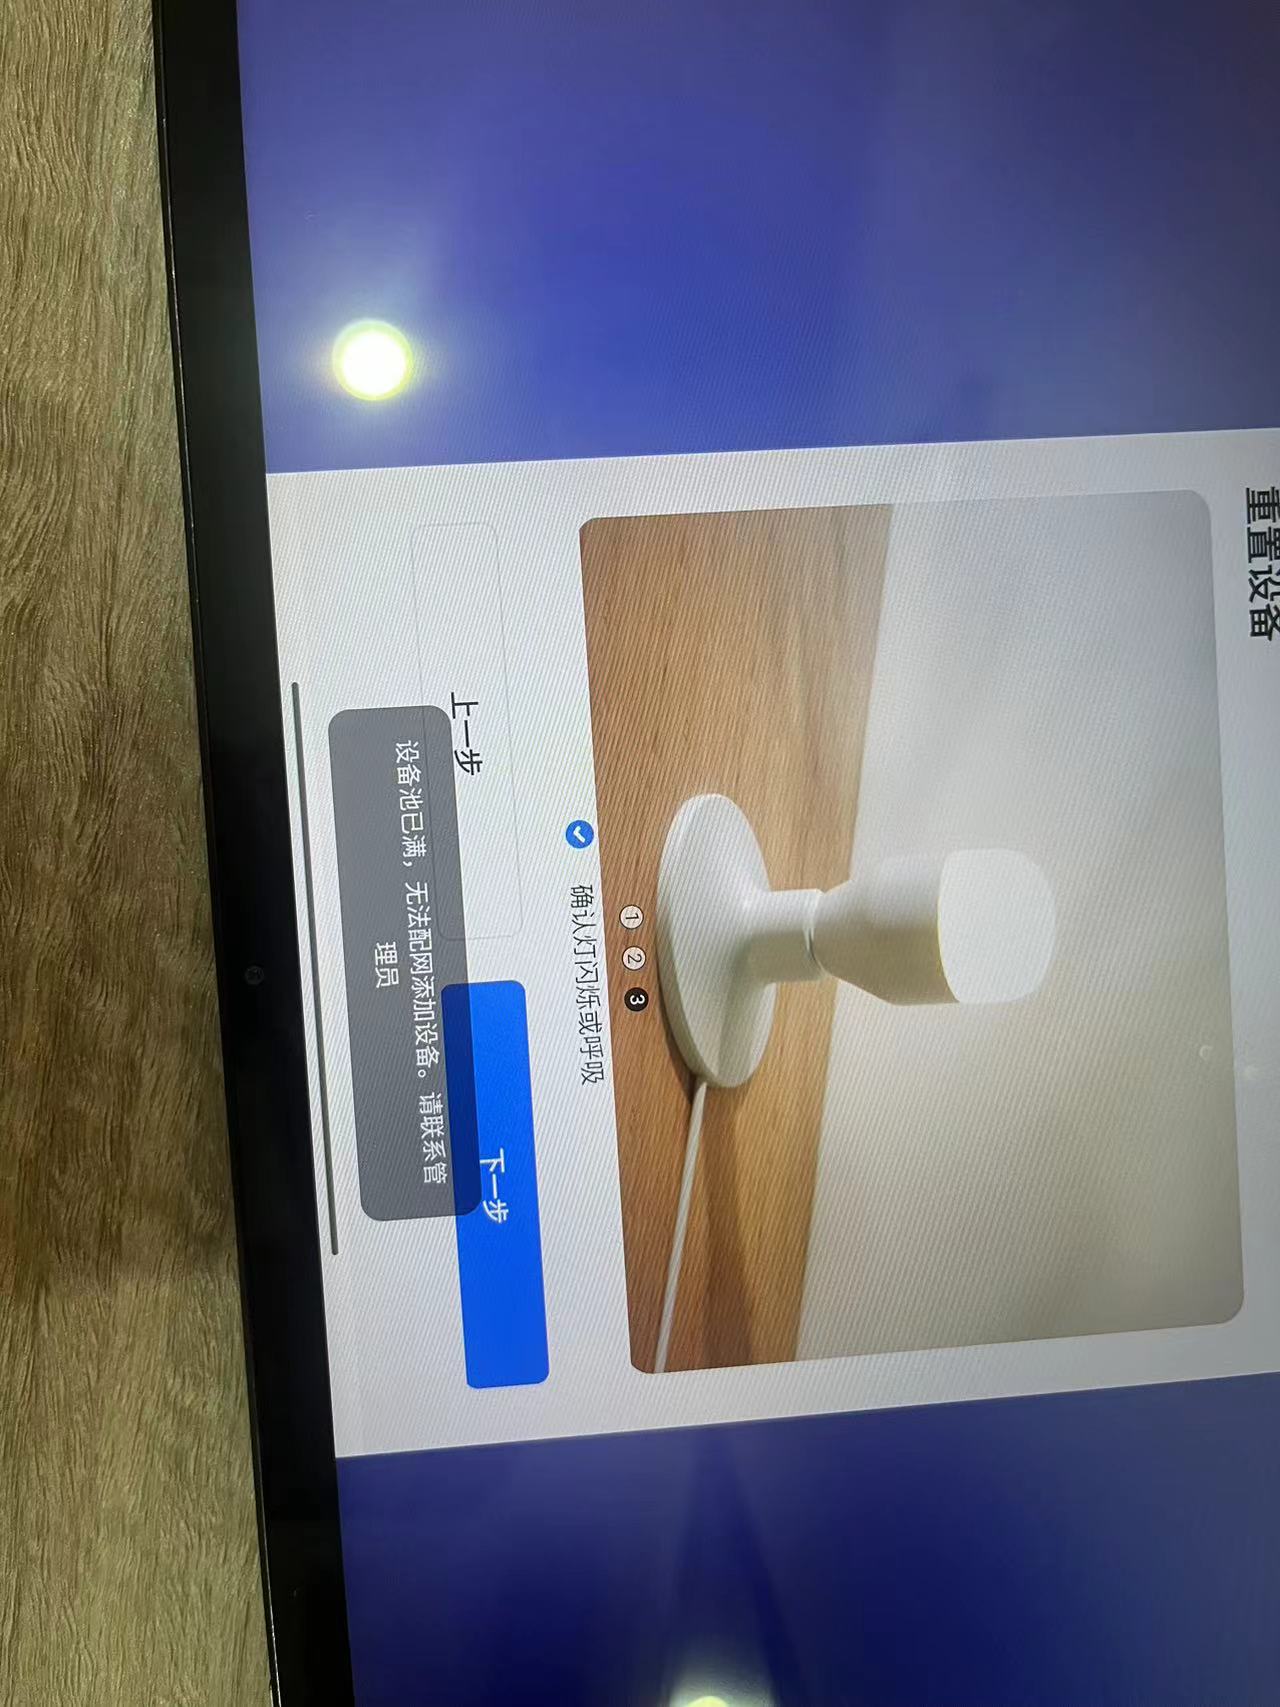 重置设备
1 2 3
确认灯闪烁或呼吸
上一步
下一步
设备池已满，无法配网添加设备。请联系管
理员